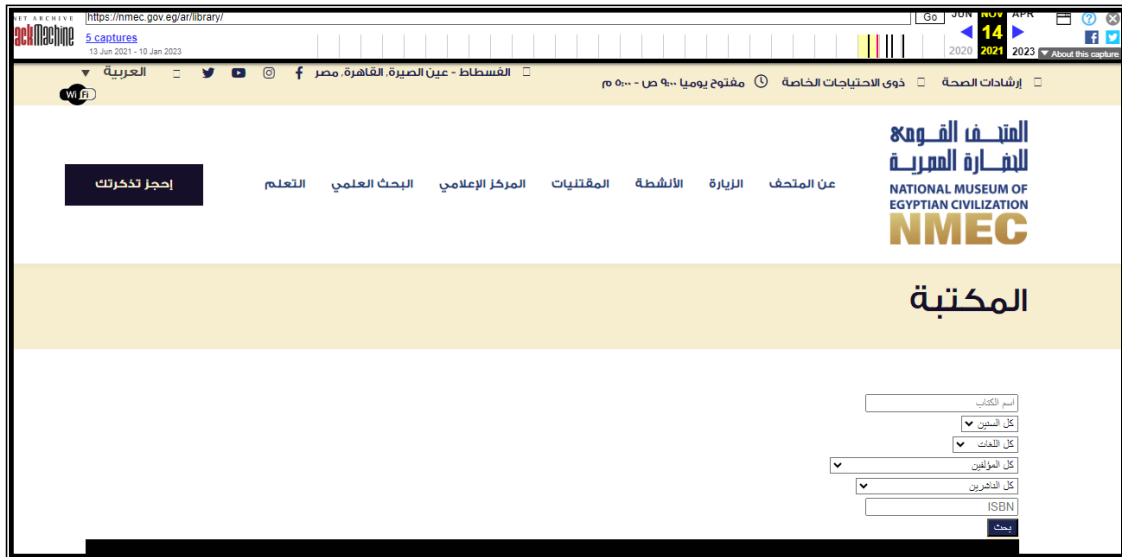 NET ARCHIVE
https://nmec.gov.eg/ar/library/
Go
JUN NOV APR
WaybackMachine
5 captures
14
13 Jun 2021 - 10 Jan 2023
2020 2021 2023
About this capture
إرشادات الصحة ذوى الاحتياجات الخاصة مفتوح يوميا ٩:٠٠ ص - ٥:٠٠ م
الفسطاط - عين الصيرة, القاهرة, مصر
العربية
Wi Fi
المتحف القومي
للحضارة المصرية
NATIONAL MUSEUM OF
EGYPTIAN CIVILIZATION
NMEC
عن المتحف الزيارة الأنشطة المقتنيات المركز الإعلامي البحث العلمي التعلم
إحجز تذكرتك
المكتبة
اسم الكتاب
كل السنين
كل اللغات
كل المؤلفين
كل الناشرين
ISBN
بحث